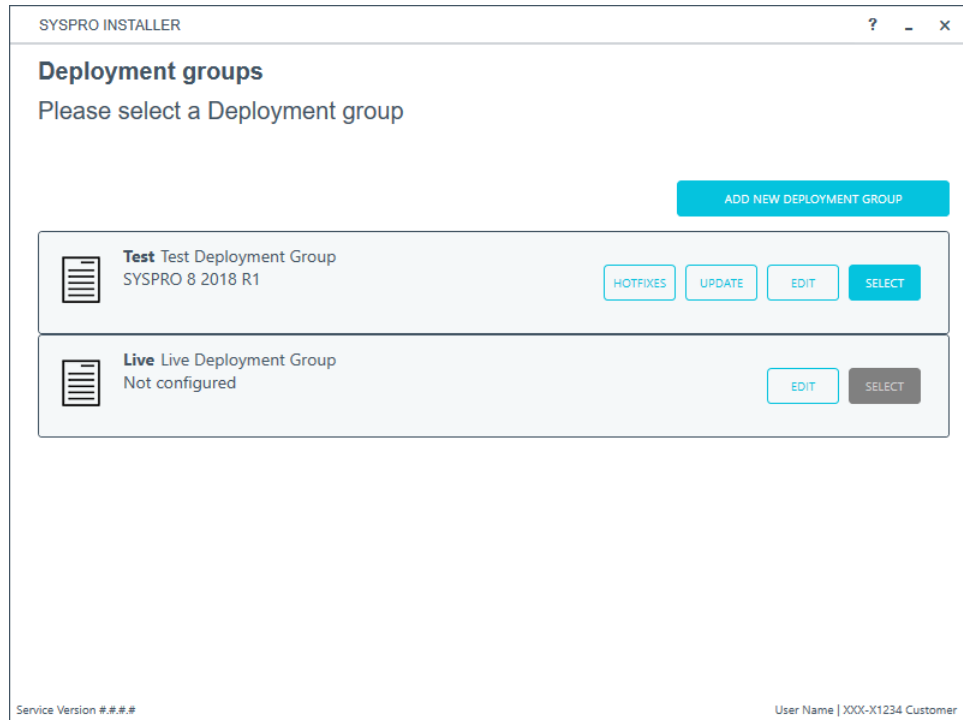 SYSPRO INSTALLER ? - ×
Deployment groups
Please select a Deployment group
ADD NEW DEPLOYMENT GROUP
Test Test Deployment Group
SYSPRO 8 2018 R1
HOTFIXES UPDATE EDIT SELECT
Live Live Deployment Group
Not configured
EDIT SELECT
Service Version #.#.#.# User Name | XXX-X1234 Customer